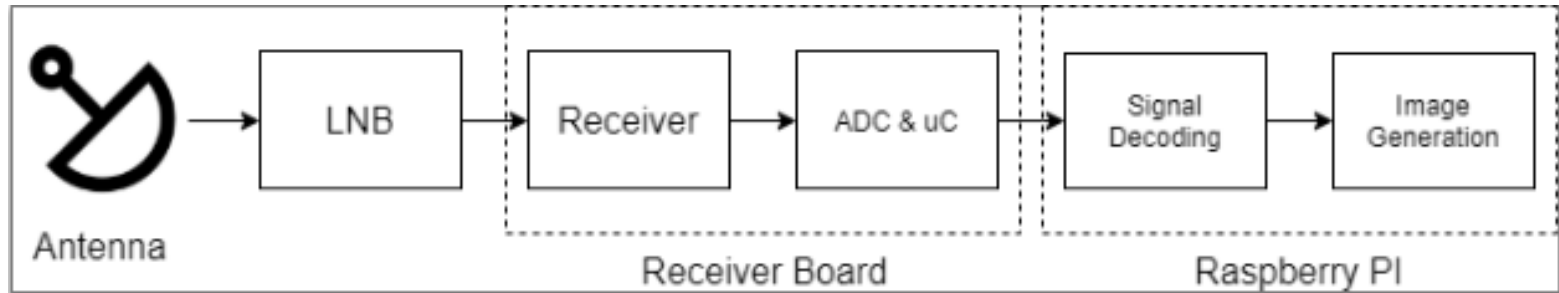 Antenna
LNB
Receiver
ADC & uC
Signal
Decoding
Image
Generation
Receiver Board
Raspberry PI